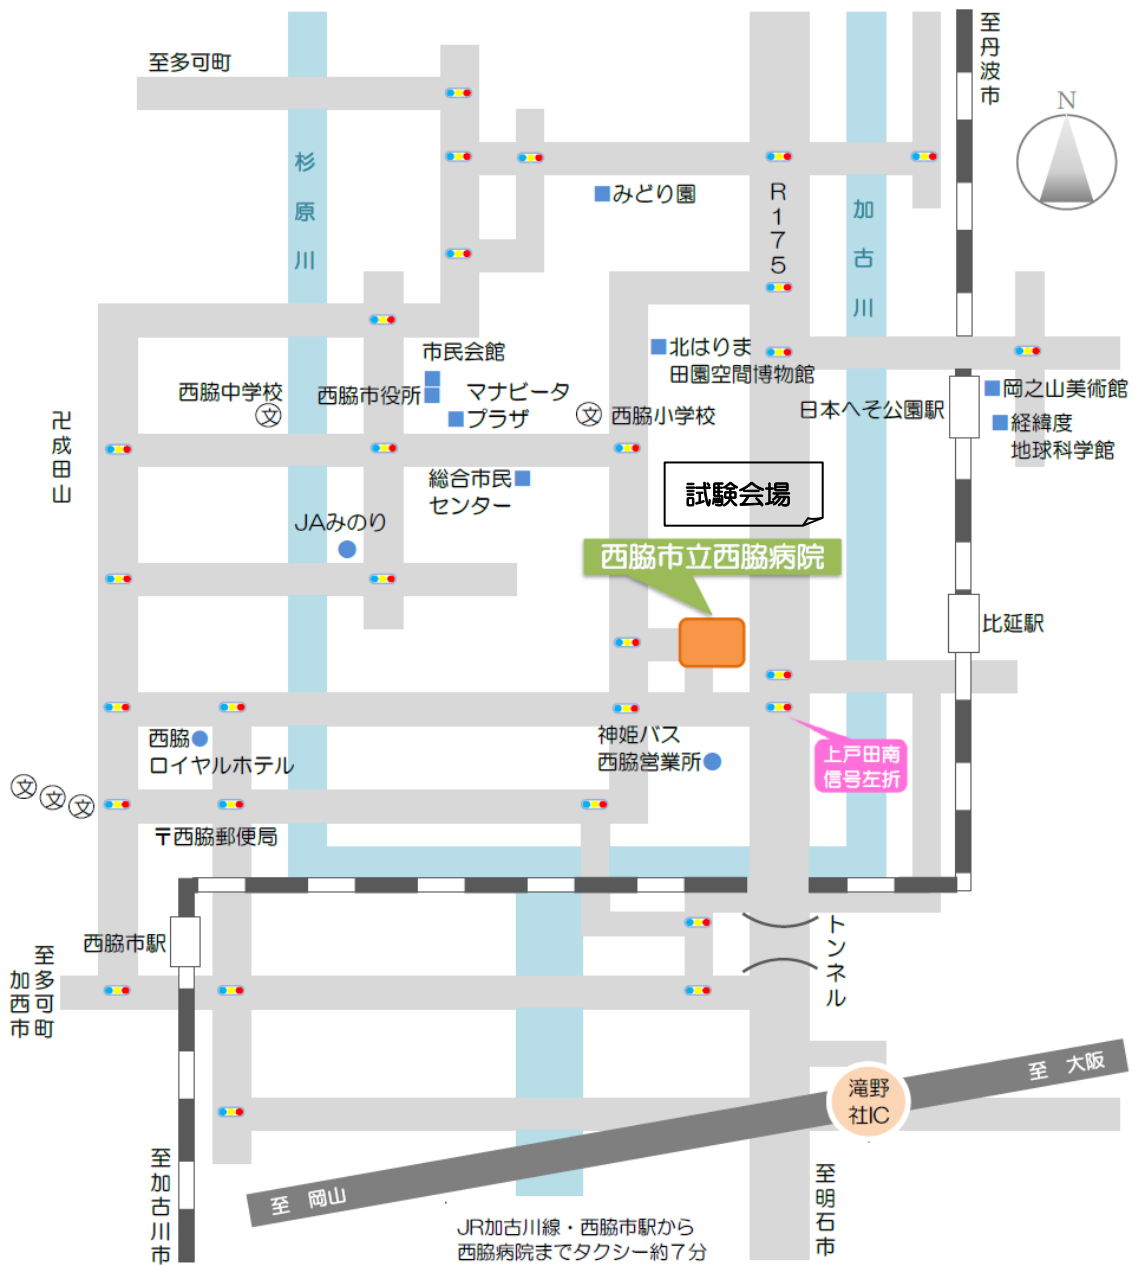 至丹波市
至多可町
N
杉原川
R175
加古川
みどり園
北はりま
田園空間博物館
市民会館
西脇中学校
西脇市役所
マナビータ
プラザ
文
文
西脇小学校
日本へそ公園駅
岡之山美術館
経緯度
地球科学館
卍成田山
総合市民
センター
試験会場
JAみのり
西脇市立西脇病院
比延駅
西脇
ロイヤルホテル
神姫バス
西脇営業所
上戸田南
信号左折
文
文
文
〒西脇郵便局
西脇市駅
トンネル
至多可町
加西市
至 大阪
滝野
社IC
至加古川市
至 岡山
至明石市
JR加古川線・西脇市駅から
西脇病院までタクシー約7分